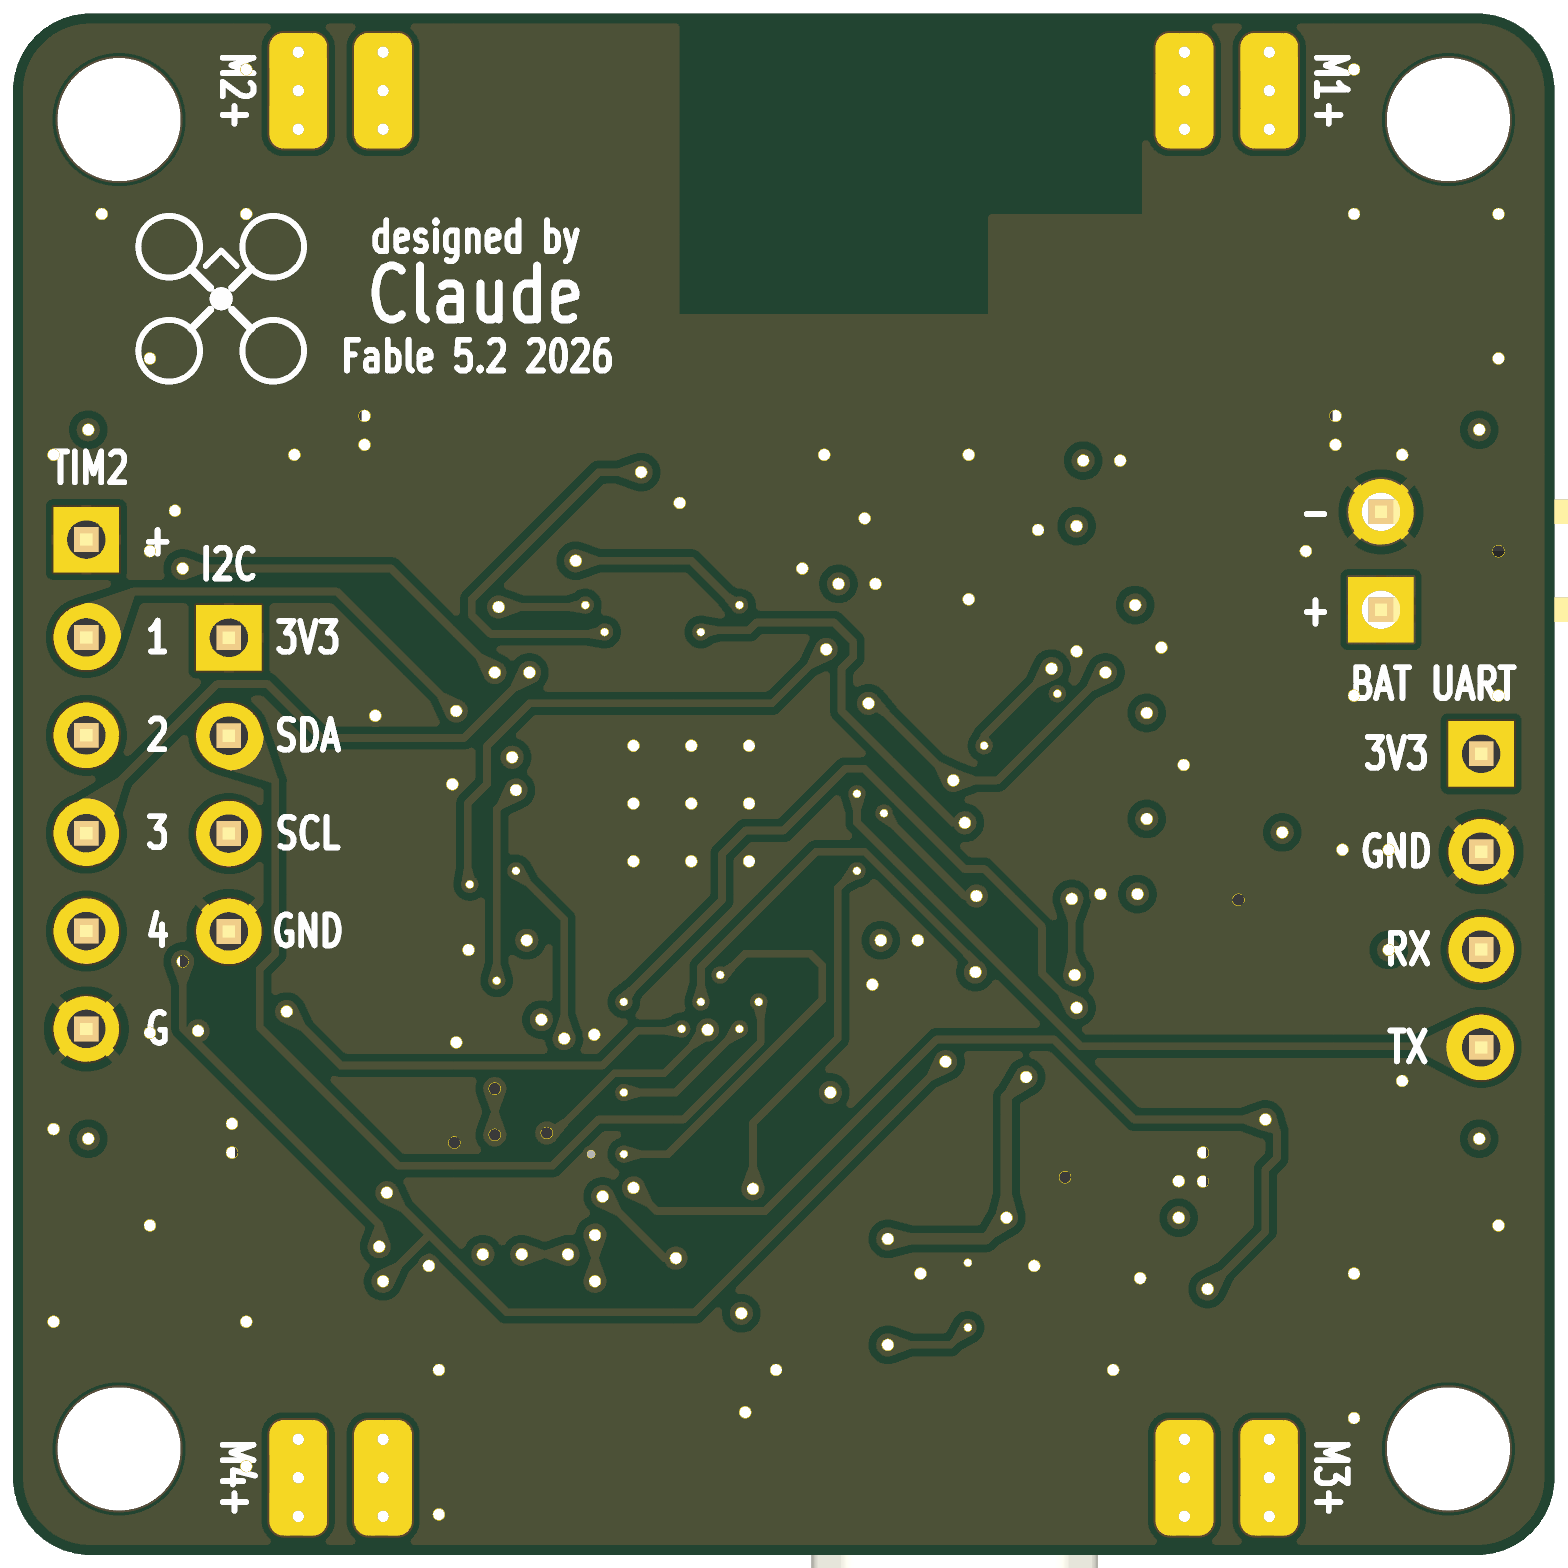 M2+
M1+
designed by
Claude
Fable 5.2 2026
TIM2
+
I2C
-
1
3V3
+
BAT UART
2
SDA
3V3
3
SCL
GND
4
GND
RX
G
TX
M4+
M3+